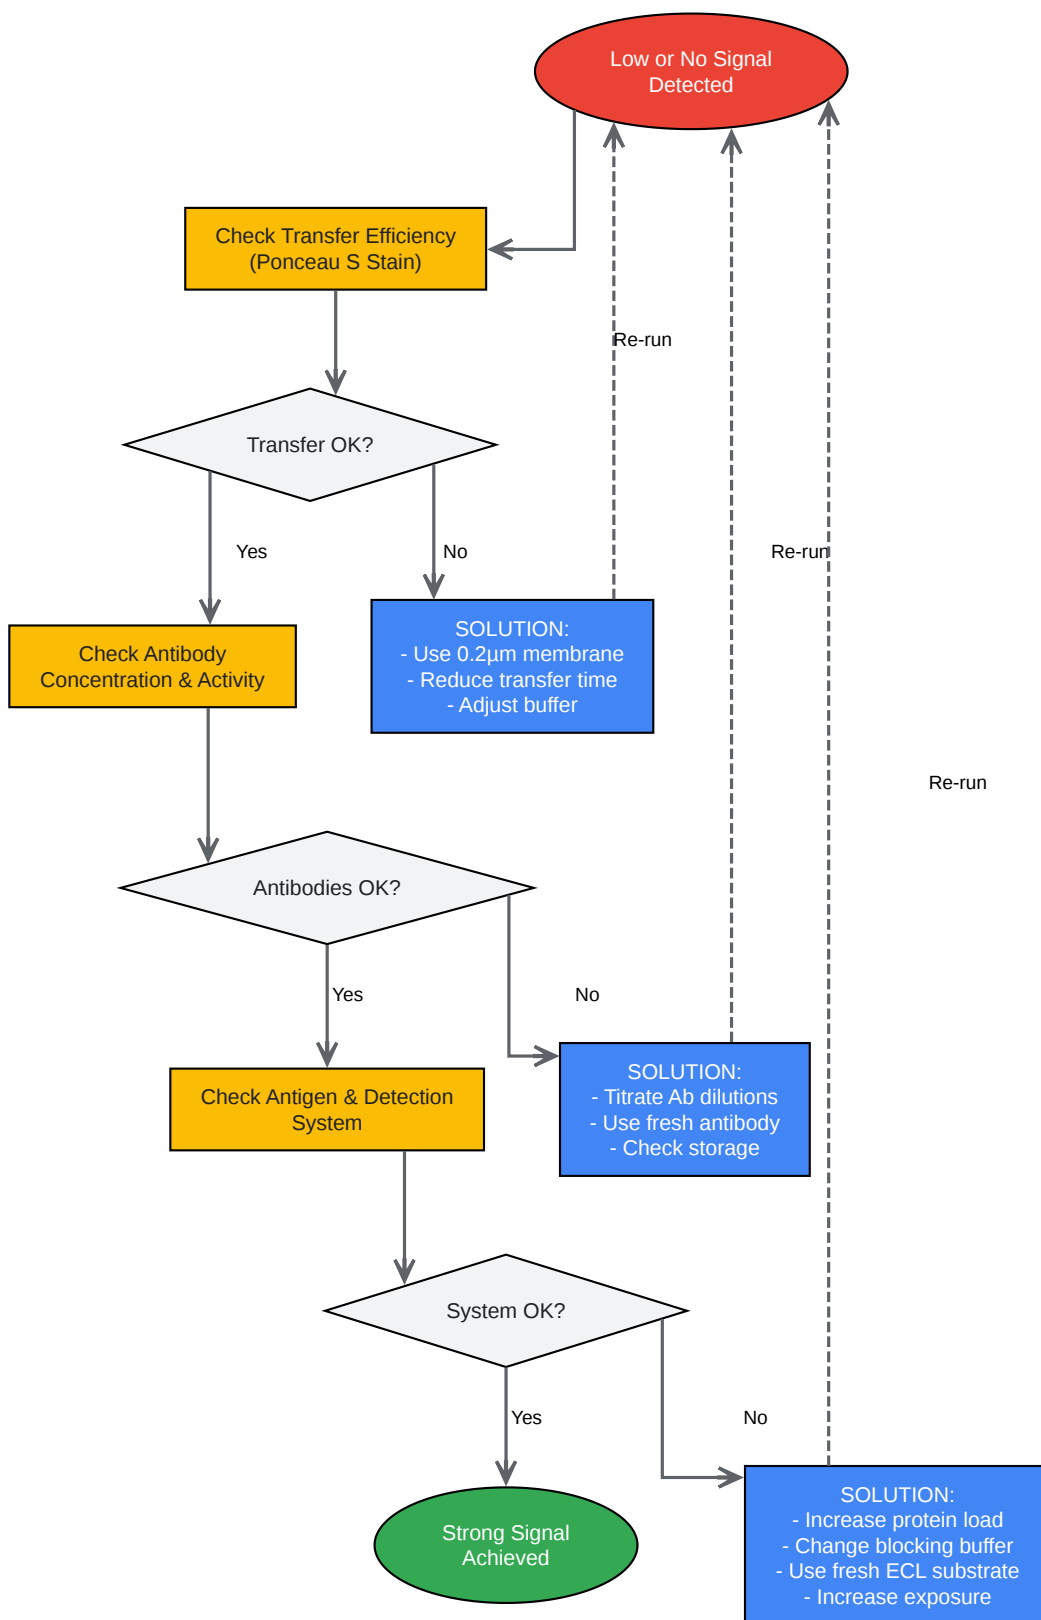 Low or No Signal
Detected
Check Transfer Efficiency
(Ponceau S Stain)
Re-run
Transfer OK?
Yes
No
Re-run
SOLUTION:
- Use 0.2µm membrane
- Reduce transfer time
- Adjust buffer
Check Antibody
Concentration & Activity
Re-run
Antibodies OK?
Yes
No
SOLUTION:
- Titrate Ab dilutions
- Use fresh antibody
- Check storage
Check Antigen & Detection
System
System OK?
Yes
No
SOLUTION:
- Increase protein load
- Change blocking buffer
- Use fresh ECL substrate
- Increase exposure
Strong Signal
Achieved